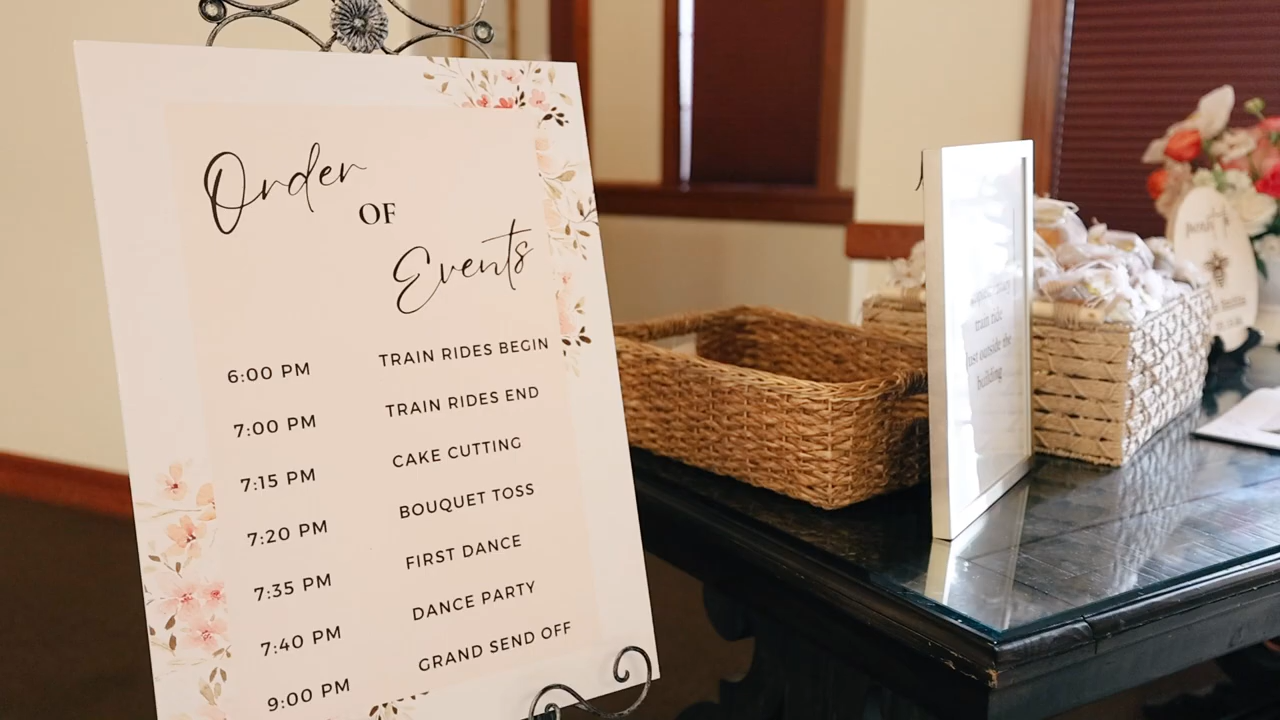 Order
OF
Events
6:00 PM TRAIN RIDES BEGIN
7:00 PM TRAIN RIDES END
7:15 PM CAKE CUTTING
7:20 PM BOUQUET TOSS
7:35 PM FIRST DANCE
7:40 PM DANCE PARTY
9:00 PM GRAND SEND OFF
train ride
just outside the
building